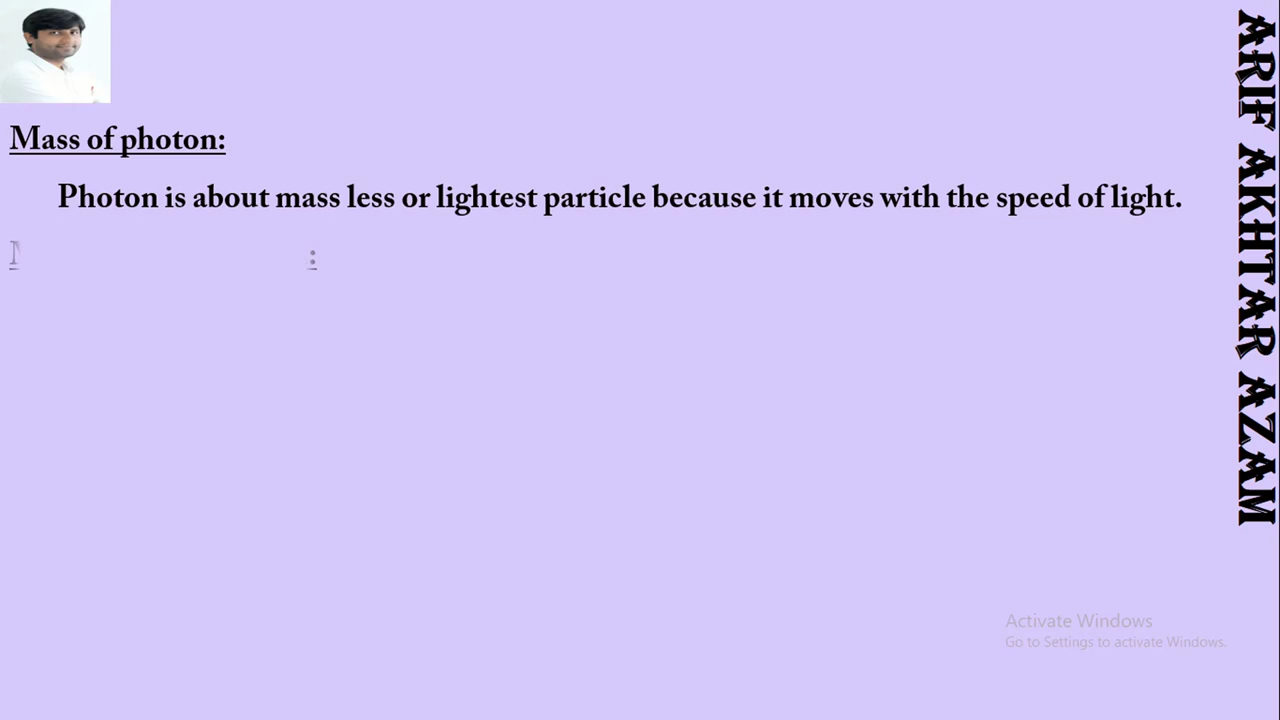 Mass of photon:
Photon is about mass less or lightest particle because it moves with the speed of light.
:
ARIF AKHTAR AZAM
Activate Windows
Go to Settings to activate Windows.